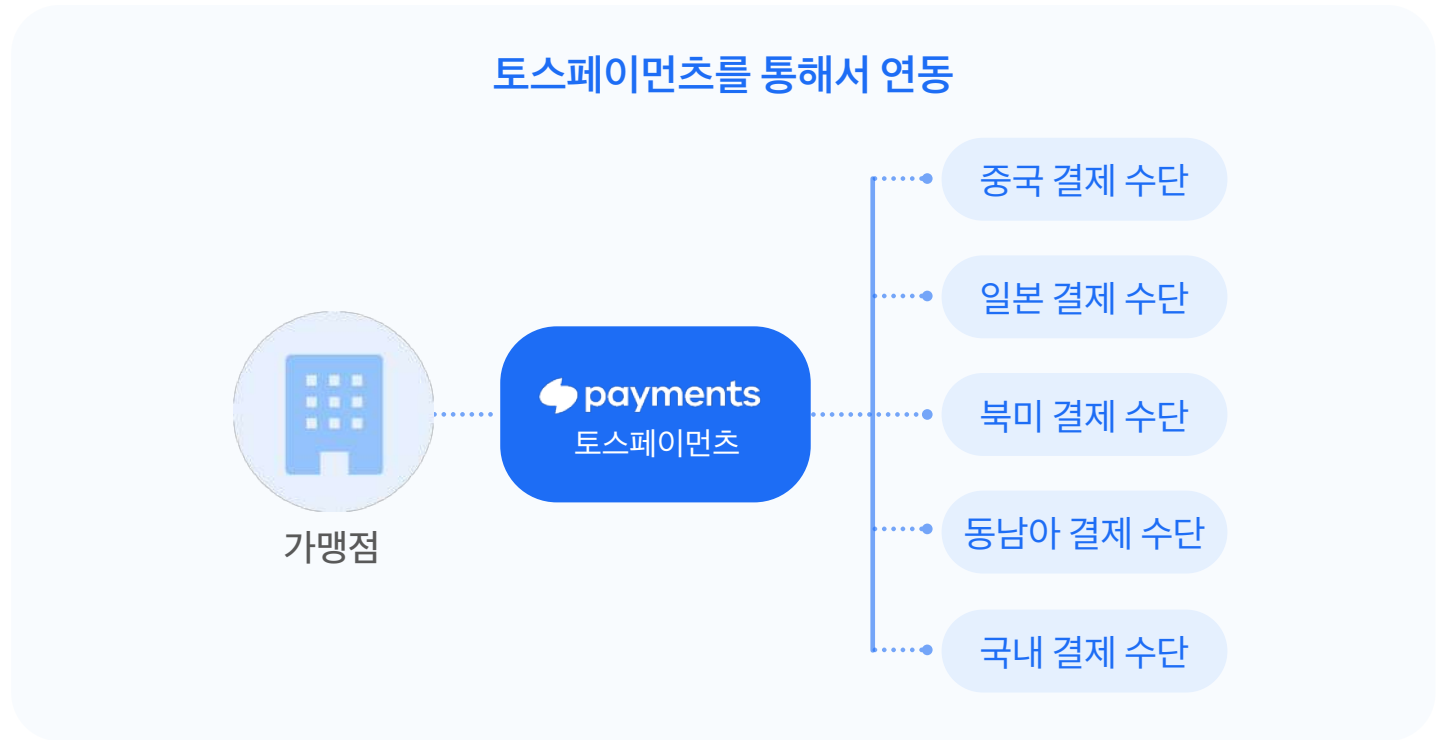 토스페이먼츠를 통해서 연동
중국 결제 수단
일본 결제 수단
payments
토스페이먼츠
북미 결제 수단
가맹점
동남아 결제 수단
국내 결제 수단